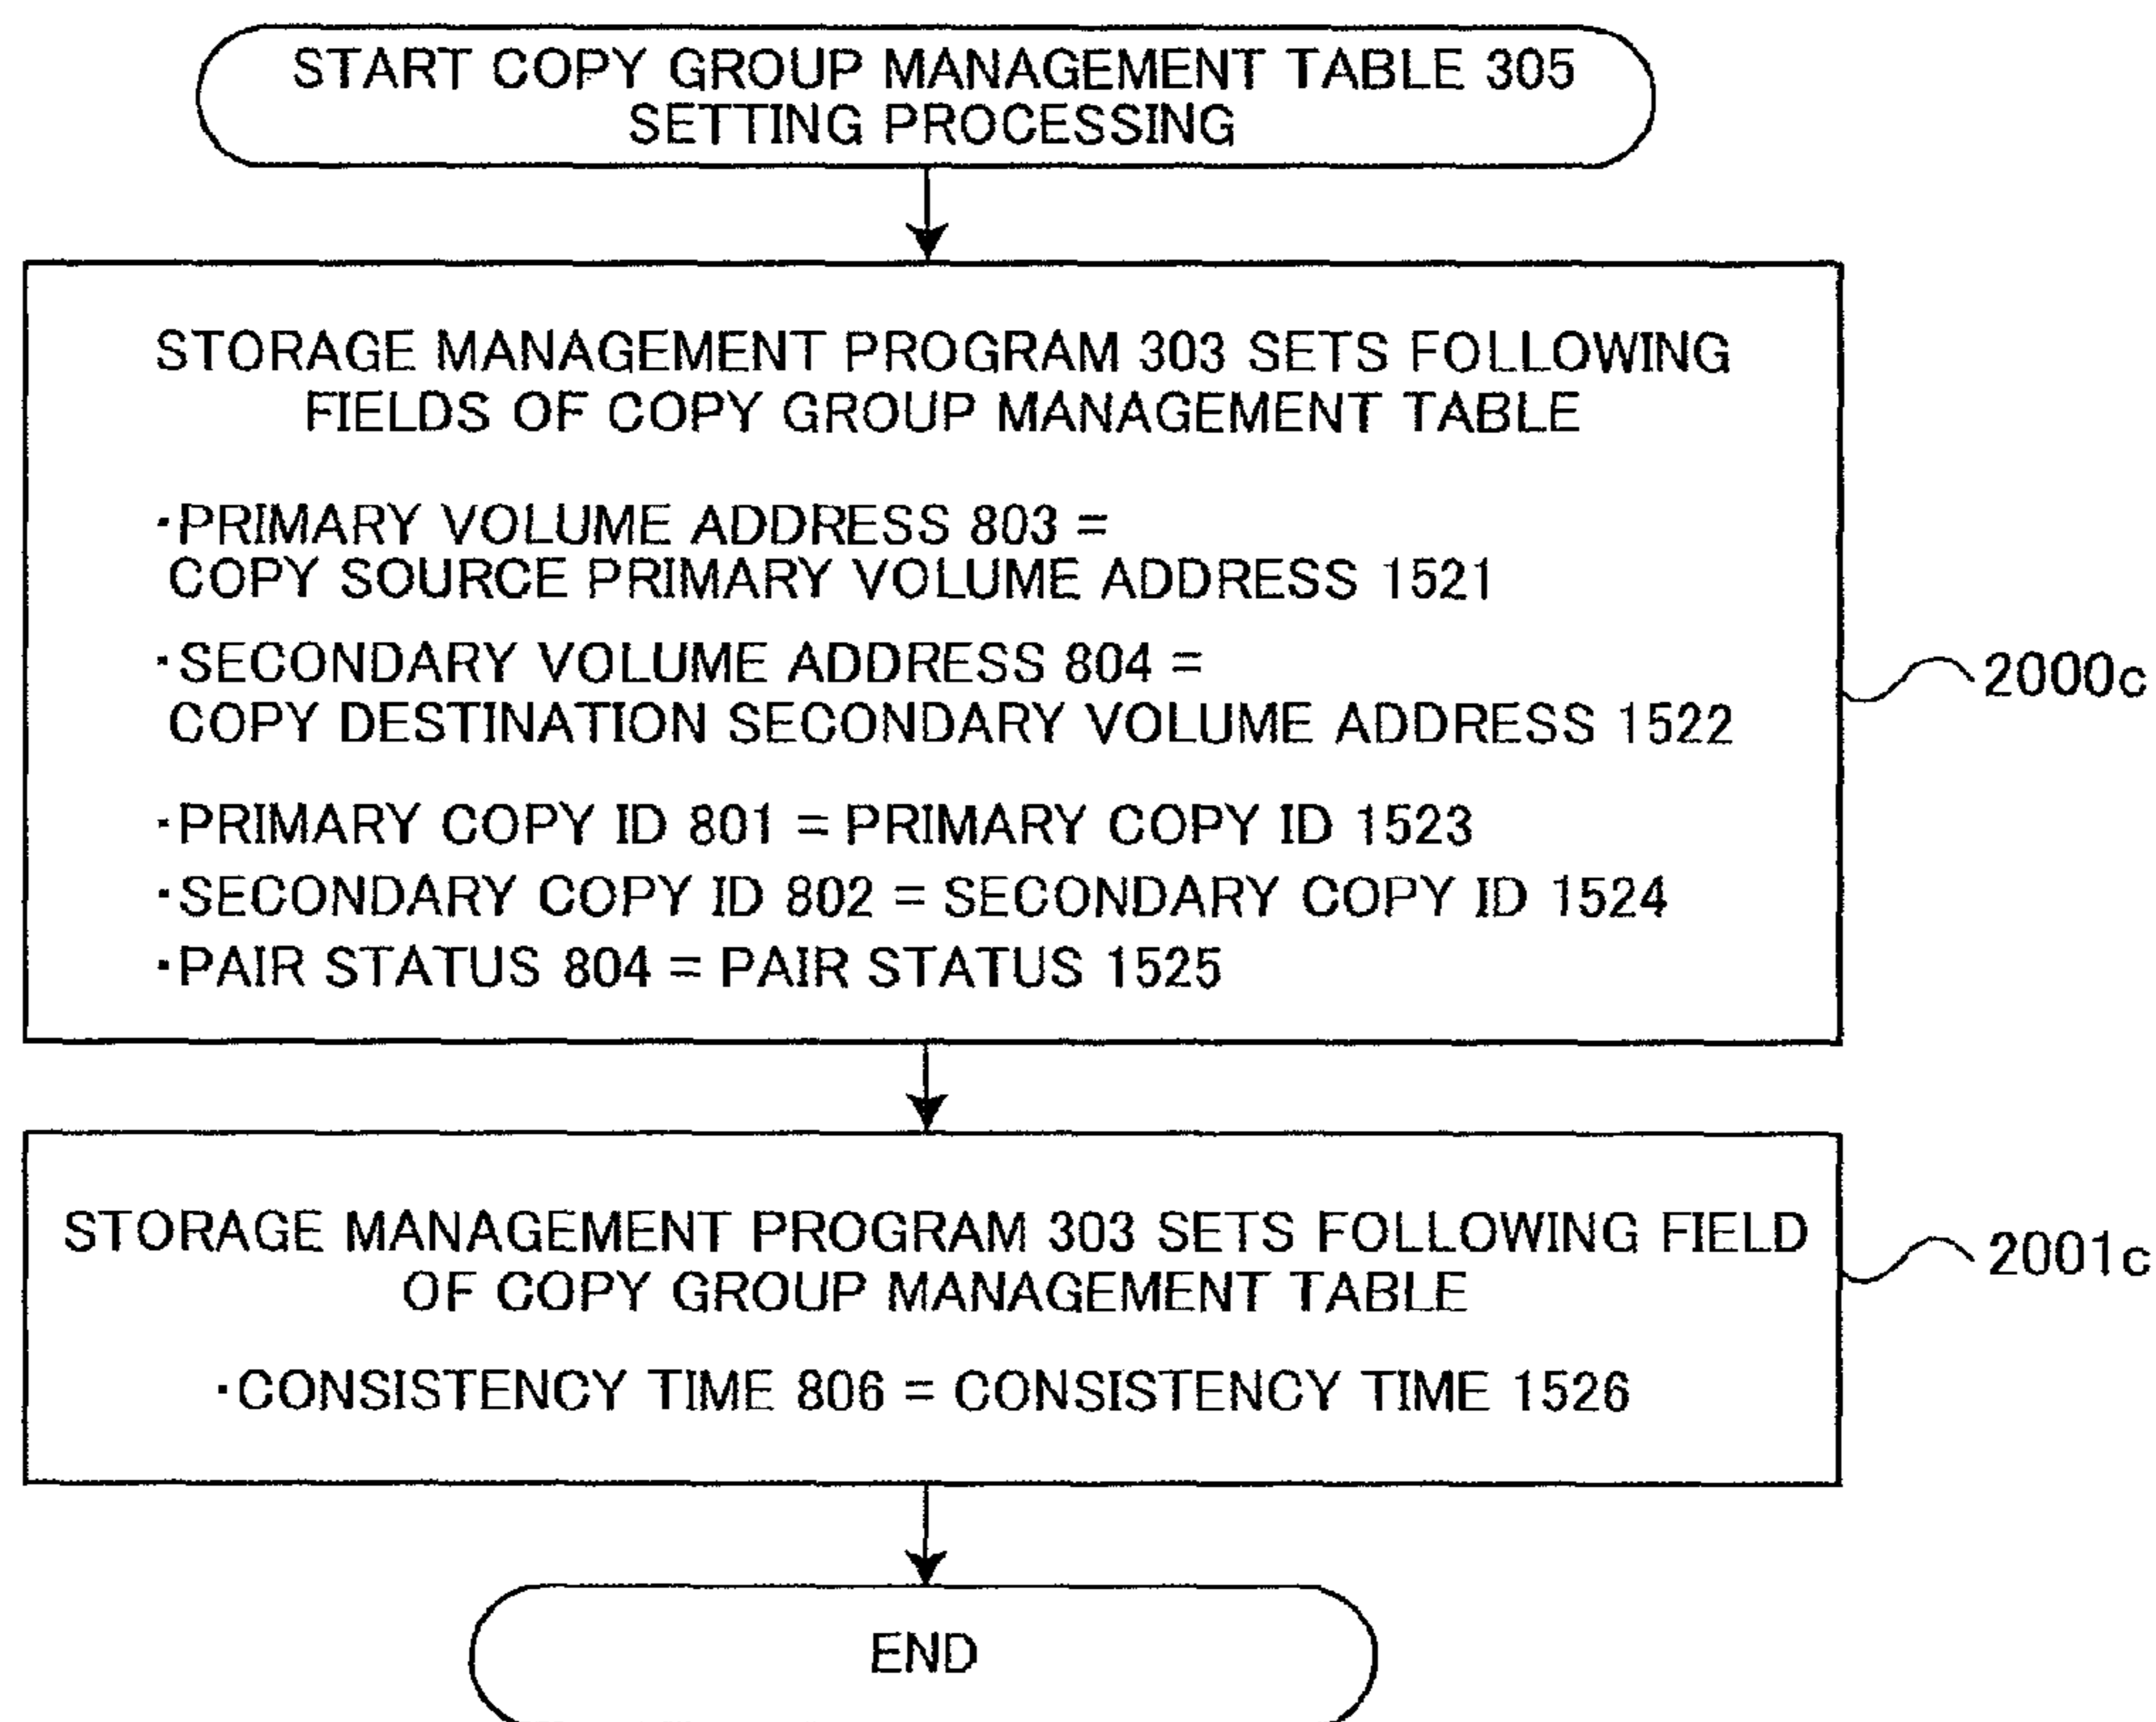 START COPY GROUP MANAGEMENT TABLE 305
SETTING PROCESSING
STORAGE MANAGEMENT PROGRAM 303 SETS FOLLOWING
FIELDS OF COPY GROUP MANAGEMENT TABLE
・PRIMARY VOLUME ADDRESS 803 =
COPY SOURCE PRIMARY VOLUME ADDRESS 1521
・SECONDARY VOLUME ADDRESS 804 =
COPY DESTINATION SECONDARY VOLUME ADDRESS 1522
・PRIMARY COPY ID 801 = PRIMARY COPY ID 1523
・SECONDARY COPY ID 802 = SECONDARY COPY ID 1524
・PAIR STATUS 804 = PAIR STATUS 1525
2000c
STORAGE MANAGEMENT PROGRAM 303 SETS FOLLOWING FIELD
OF COPY GROUP MANAGEMENT TABLE
・CONSISTENCY TIME 806 = CONSISTENCY TIME 1526
2001c
END